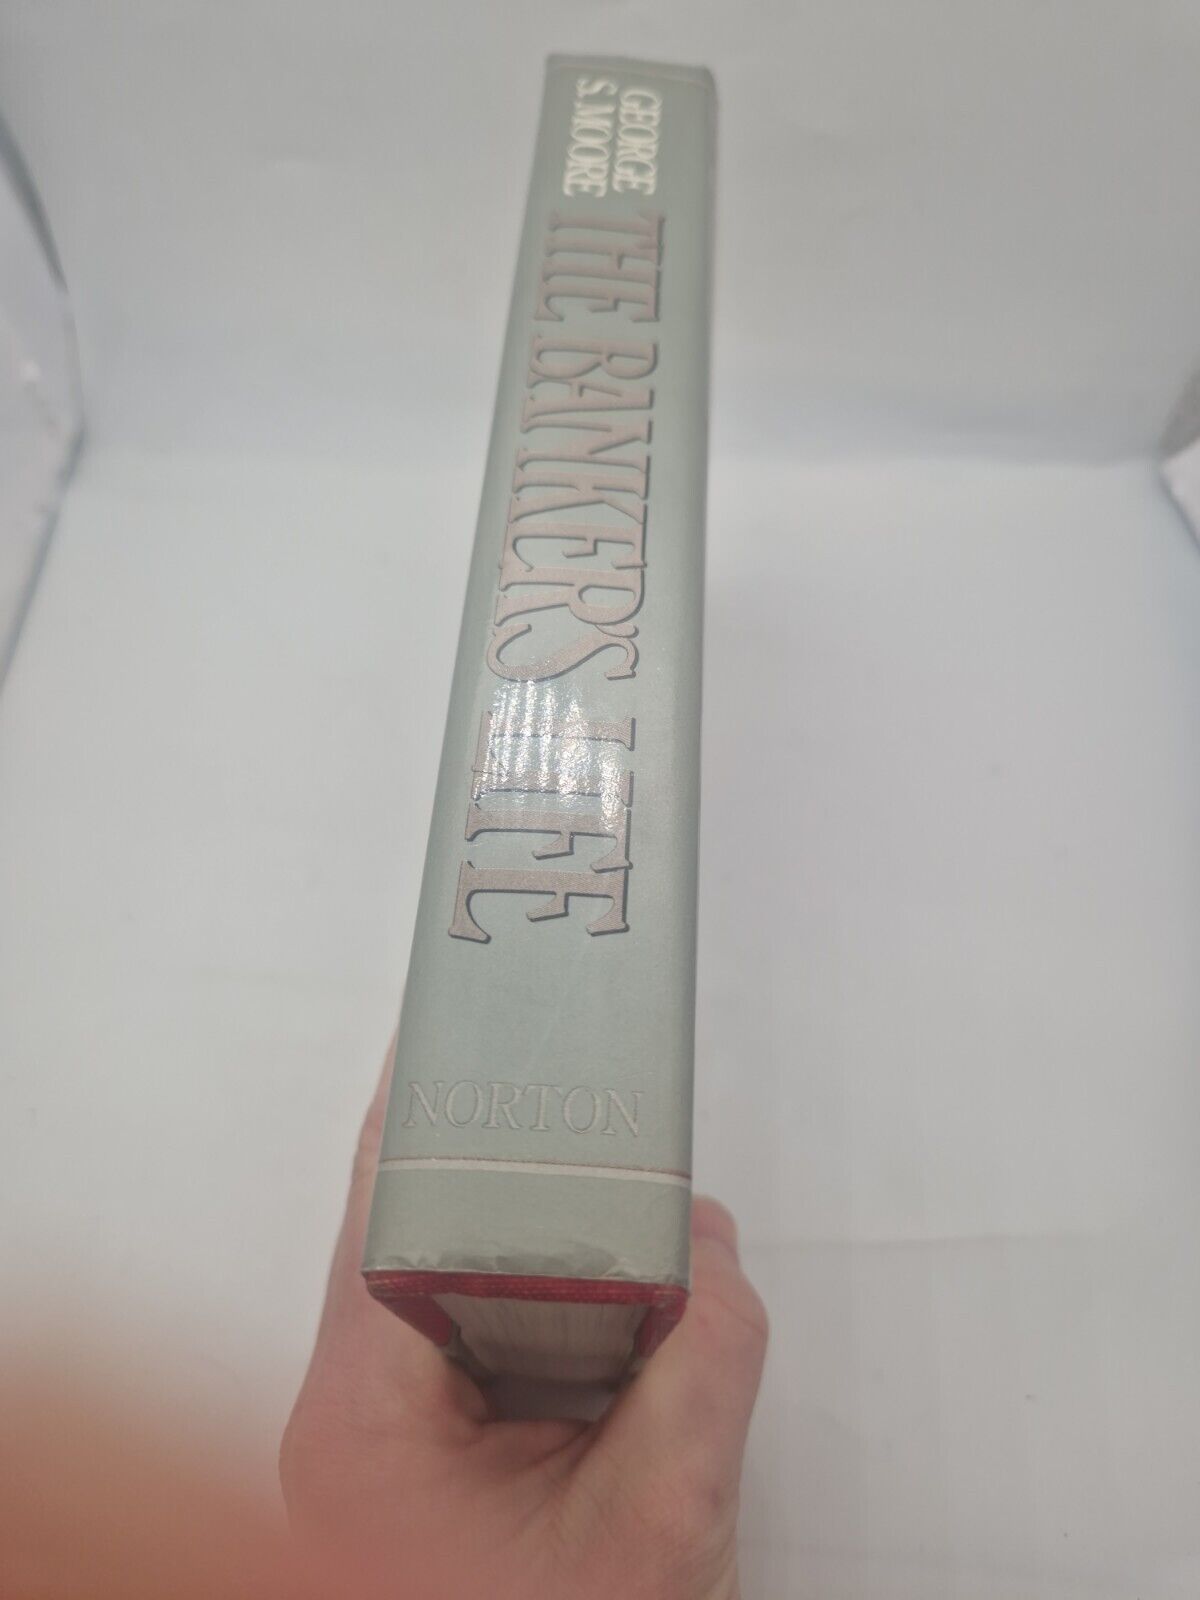 GEORGE
S. MOORE
THE BANKER'S LIFE
NORTON